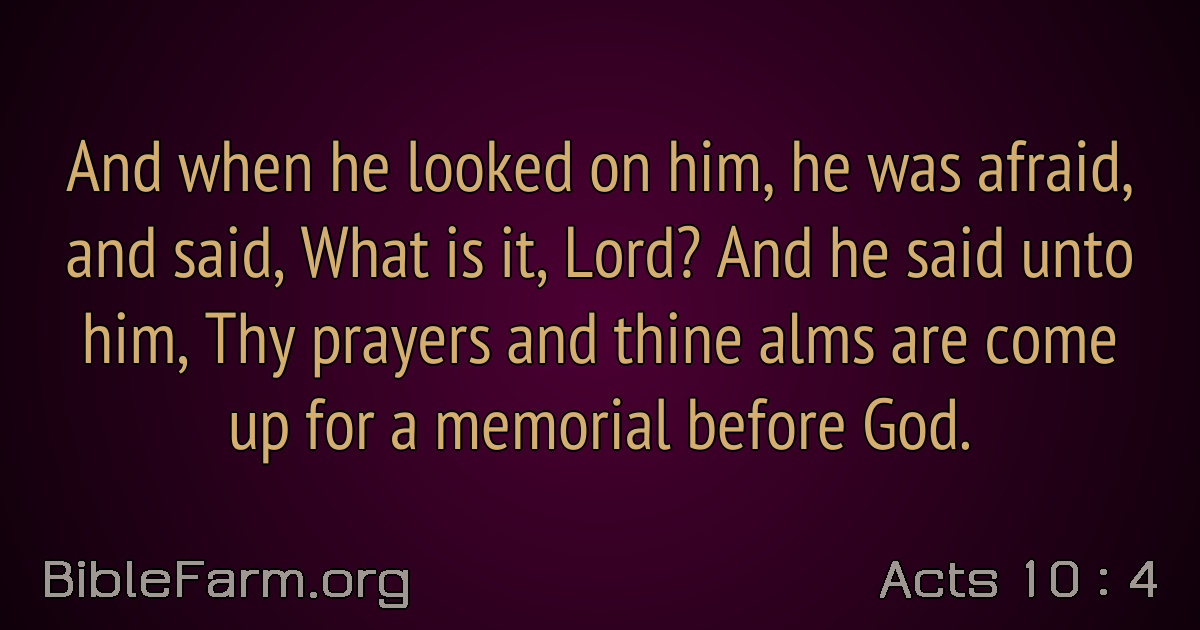 And when he looked on him, he was afraid,
and said, What is it, Lord? And he said unto
him, Thy prayers and thine alms are come
up for a memorial before God.
BibleFarm.org
Acts 10 : 4